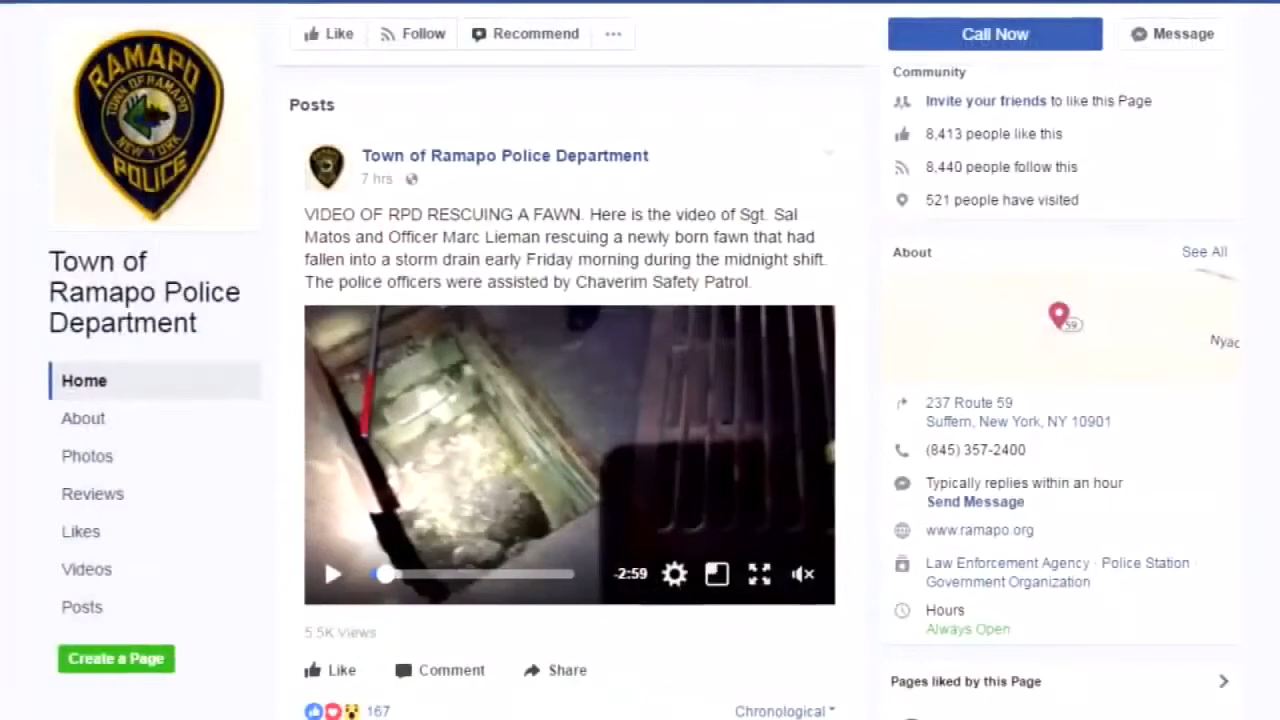 RAMAPO
TOWN OF RAMAPO
NEW YORK
POLICE
Town of
Ramapo Police
Department
Home
About
Photos
Reviews
Likes
Videos
Posts
Create a Page
Like
Follow
Recommend
...
Posts
Town of Ramapo Police Department
7 hrs
VIDEO OF RPD RESCUING A FAWN. Here is the video of Sgt. Sal
Matos and Officer Marc Lieman rescuing a newly born fawn that had
fallen into a storm drain early Friday morning during the midnight shift.
The police officers were assisted by Chaverim Safety Patrol.
-2:59
5.5K Views
Like
Comment
Share
167
Chronological
Call Now
Message
Community
Invite your friends to like this Page
8,413 people like this
8,440 people follow this
521 people have visited
About
See All
59
Nyac
237 Route 59
Suffern, New York, NY 10901
(845) 357-2400
Typically replies within an hour
Send Message
www.ramapo.org
Law Enforcement Agency · Police Station ·
Government Organization
Hours
Always Open
Pages liked by this Page